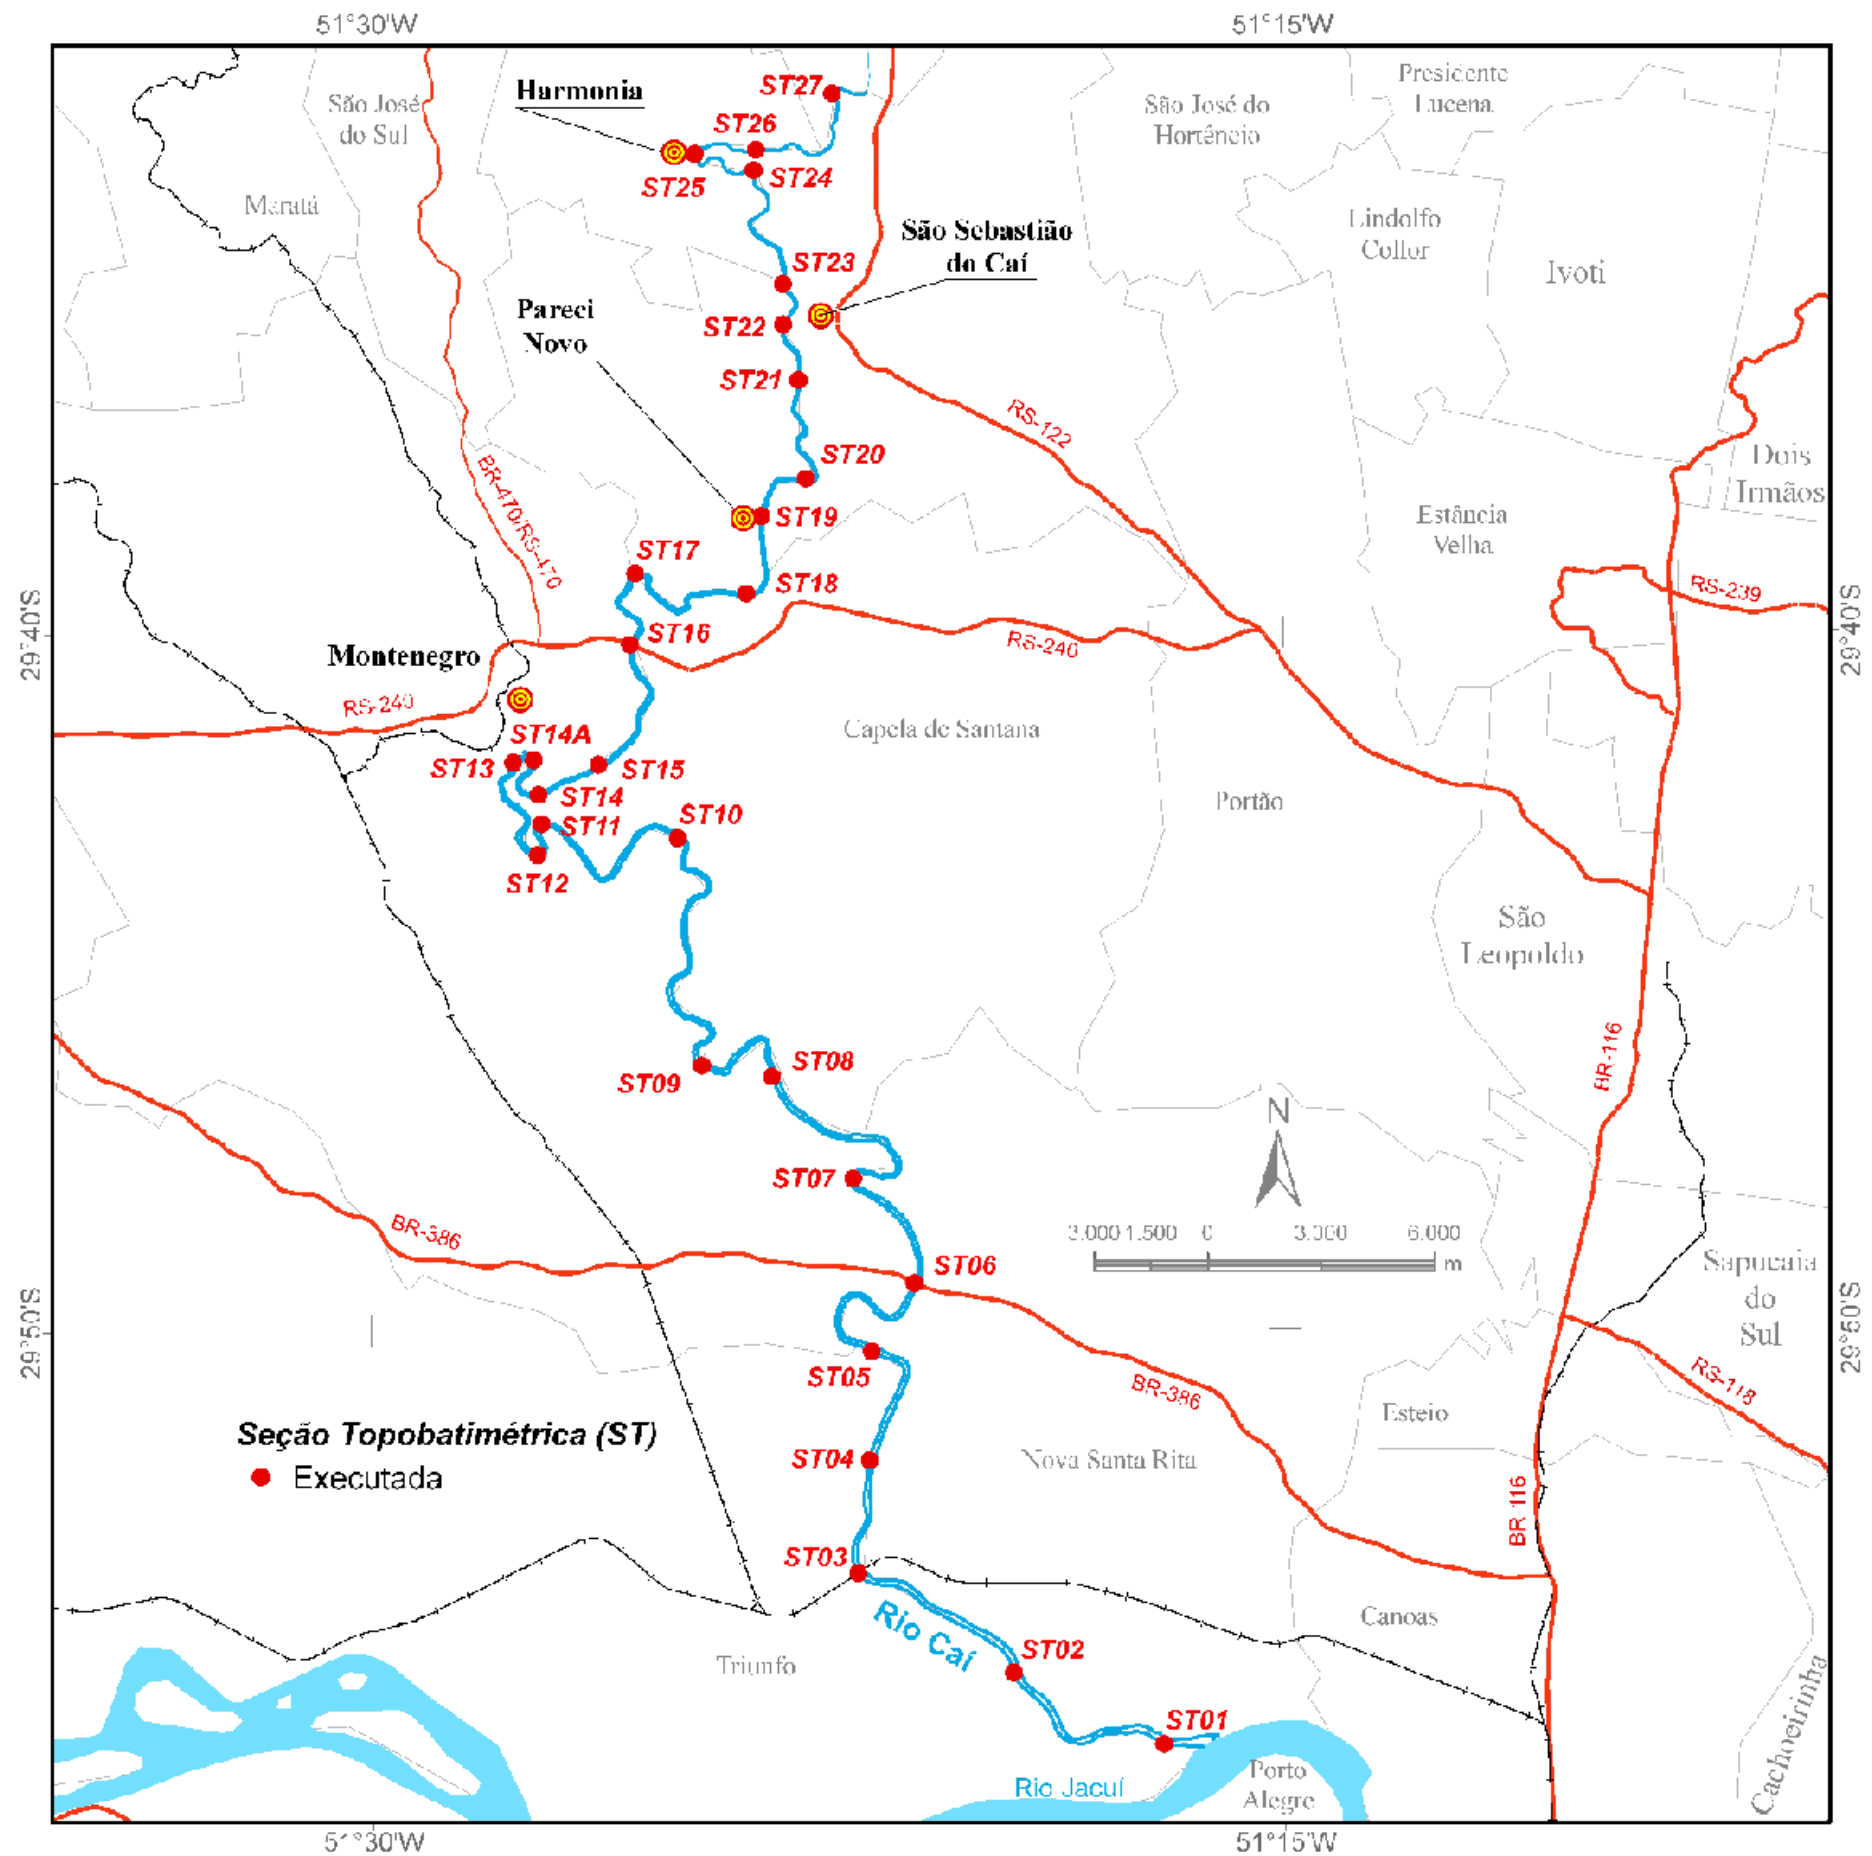 51°30'W
51°15'W
Harmonia
ST27
São José
do Sul
ST26
São José do
Hortêncio
Presidente
Lucena
ST25
ST24
Maratá
São Sebastião
do Caí
Lindolfo
Collor
Ivoti
ST23
Pareci
Novo
ST22
ST21
RS-122
ST20
Dois
Irmãos
BR-470/RS-470
ST19
Estância
Velha
ST17
ST18
RS-239
29°40'S
29°40'S
ST16
RS-240
Montenegro
RS-240
Capela de Santana
ST14A
ST13
ST15
ST14
Portão
ST11
ST10
ST12
São
Leopoldo
BR-116
ST09
ST08
N
ST07
BR-386
3.000 1.500 0 3.000 6.000
m
ST06
Sapucaia
do
Sul
29°50'S
29°50'S
ST05
BR-386
RS-118
Esteio
Seção Topobatimétrica (ST)
Executada
ST04
Nova Santa Rita
BR 116
ST03
Rio Caí
Canoas
ST02
Triunfo
ST01
Cachoeirinha
Rio Jacuí
Porto
Alegre
51°30'W
51°15'W